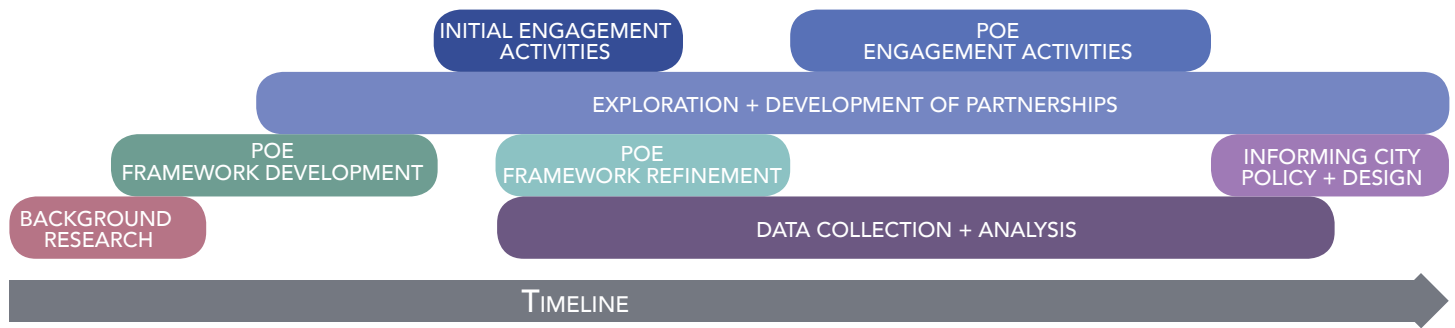 INITIAL ENGAGEMENT
ACTIVITIES
POE
ENGAGEMENT ACTIVITIES
EXPLORATION + DEVELOPMENT OF PARTNERSHIPS
POE
FRAMEWORK DEVELOPMENT
POE
FRAMEWORK REFINEMENT
INFORMING CITY
POLICY + DESIGN
BACKGROUND
RESEARCH
DATA COLLECTION + ANALYSIS
TIMELINE